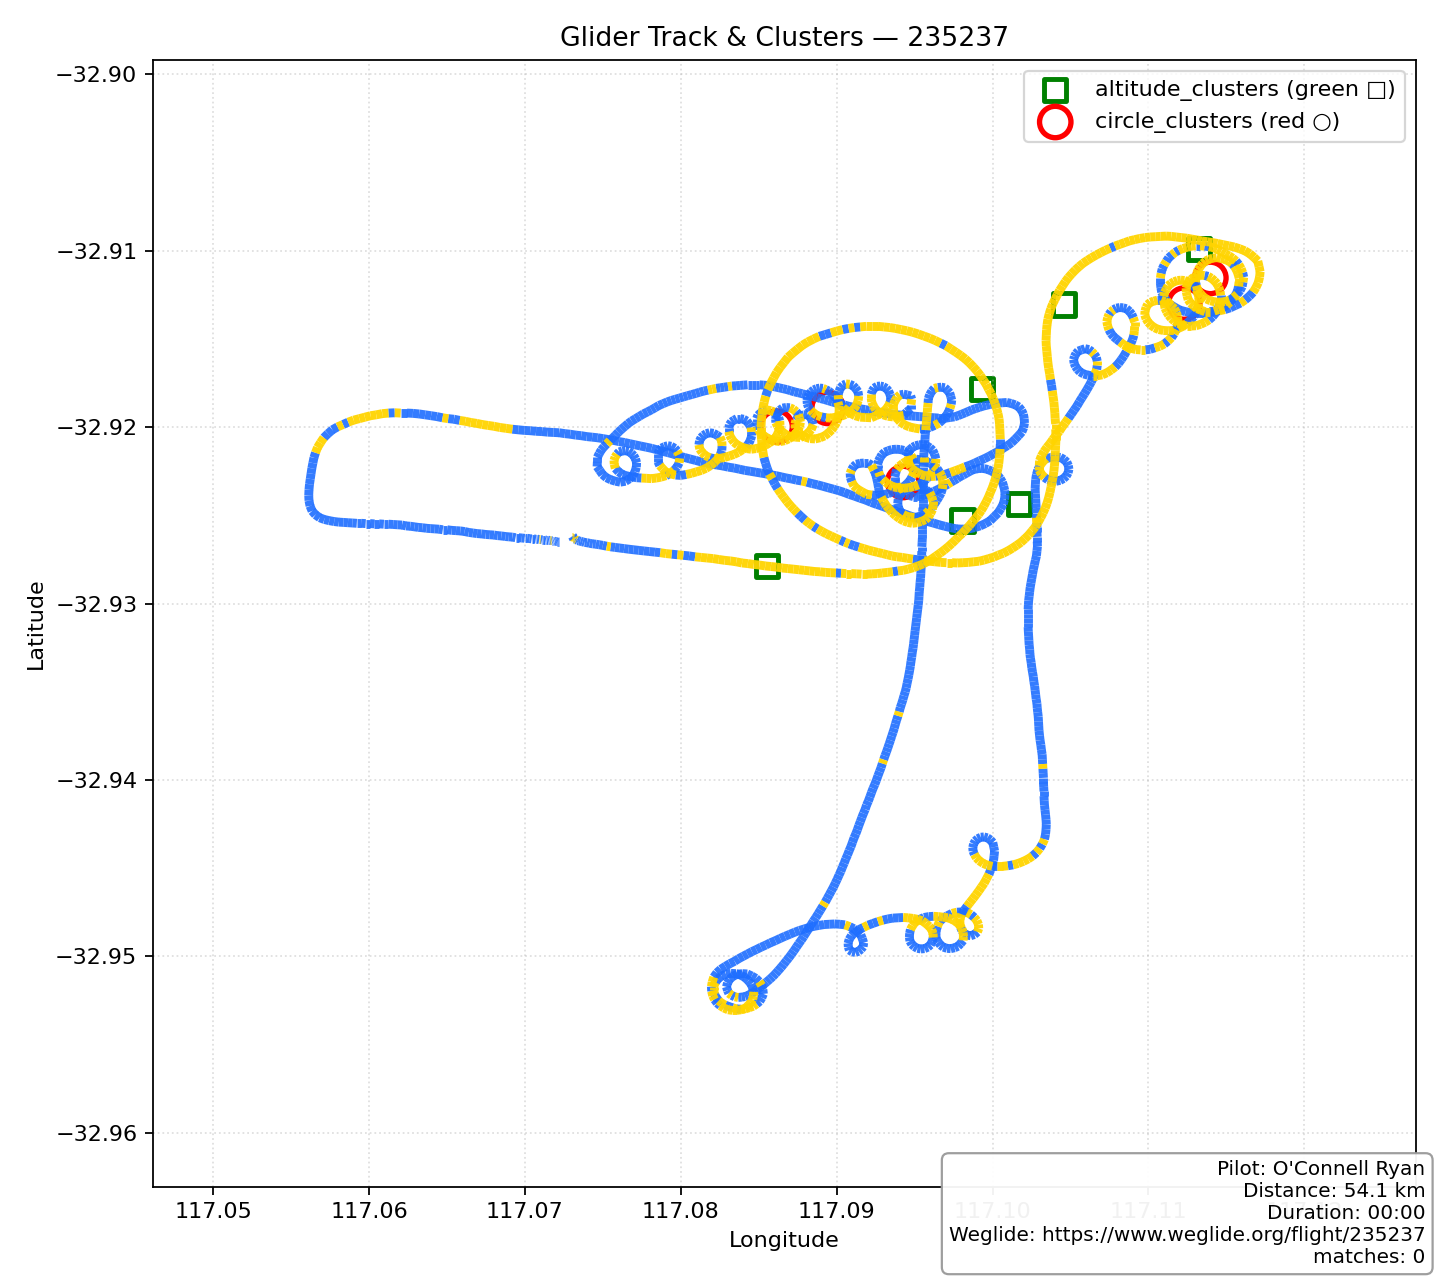 Glider Track & Clusters — 235237
altitude_clusters (green □)
circle_clusters (red ○)
−32.90
−32.91
−32.92
−32.93
−32.94
−32.95
−32.96
Latitude
117.05
117.06
117.07
117.08
117.09
117.10
117.11
Longitude
Pilot: O'Connell Ryan
Distance: 54.1 km
Duration: 00:00
Weglide: https://www.weglide.org/flight/235237
matches: 0